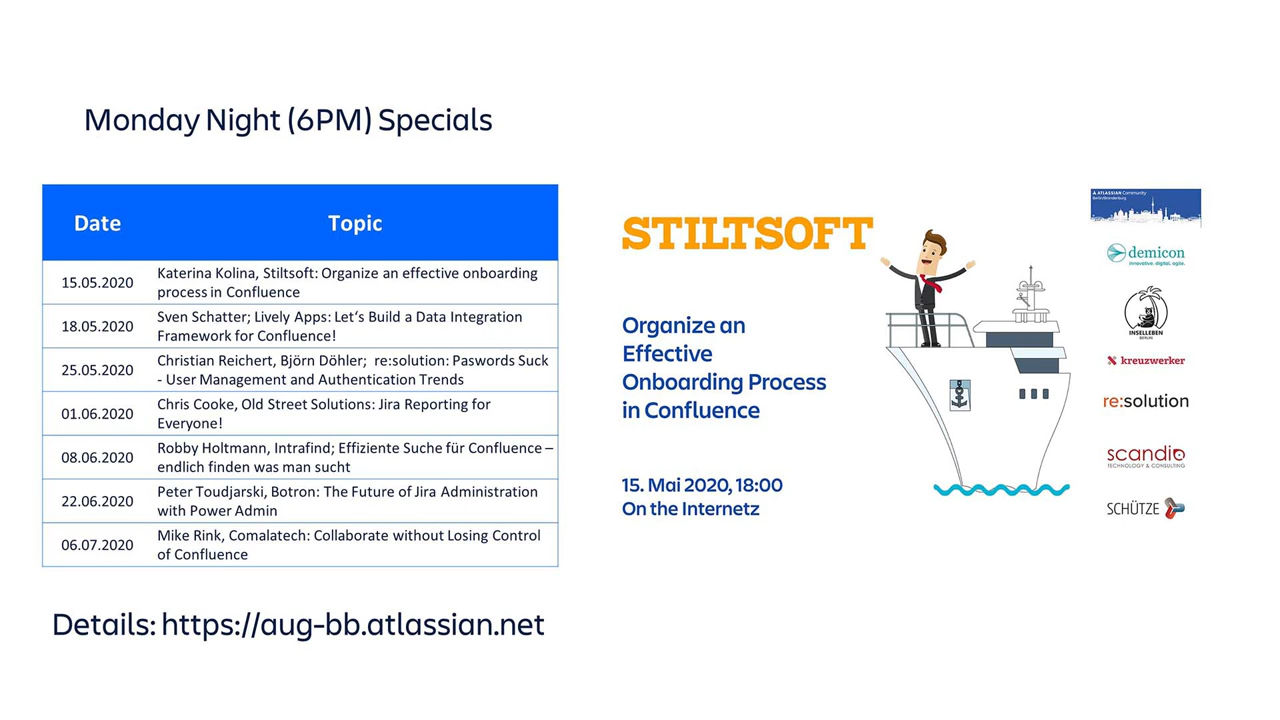 Monday Night (6PM) Specials
Date Topic
15.05.2020 Katerina Kolina, Stiltsoft: Organize an effective onboarding
process in Confluence
18.05.2020 Sven Schatter; Lively Apps: Let‘s Build a Data Integration
Framework for Confluence!
25.05.2020 Christian Reichert, Björn Döhler;  re:solution: Paswords Suck
- User Management and Authentication Trends
01.06.2020 Chris Cooke, Old Street Solutions: Jira Reporting for
Everyone!
08.06.2020 Robby Holtmann, Intrafind; Effiziente Suche für Confluence –
endlich finden was man sucht
22.06.2020 Peter Toudjarski, Botron: The Future of Jira Administration
with Power Admin
06.07.2020 Mike Rink, Comalatech: Collaborate without Losing Control
of Confluence
Details: https://aug-bb.atlassian.net
STILTSOFT
Organize an
Effective
Onboarding Process
in Confluence
15. Mai 2020, 18:00
On the Internetz
ATLASSIAN Community
Berlin/Brandenburg
demicon
innovative. digital. agile.
INSELLEBEN
BERLIN
kreuzwerker
re:solution
scandio
TECHNOLOGY & CONSULTING
SCHÜTZE